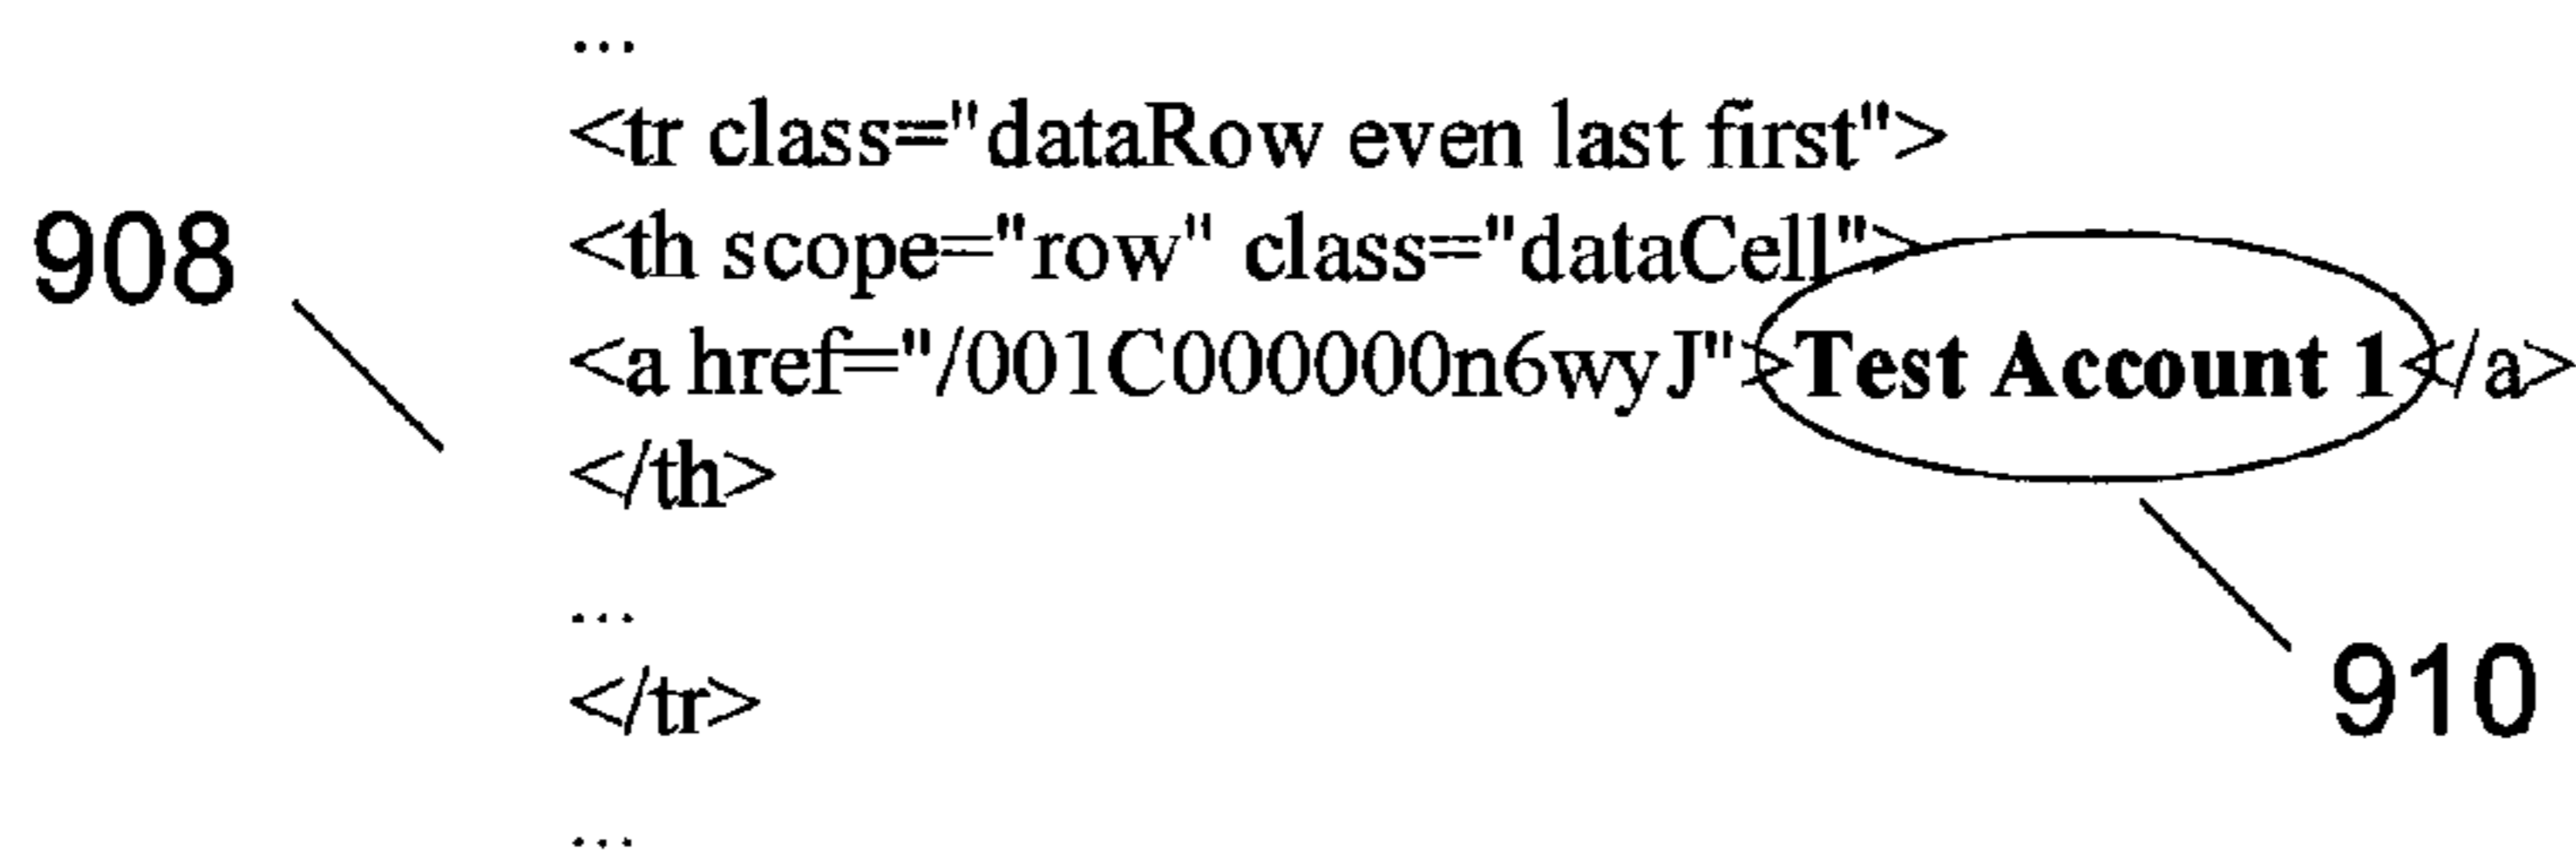 ...
<tr class="dataRow even last first">
908
<th scope="row" class="dataCell">
<a href="/001C000000n6wyJ">Test Account 1</a>
</th>
...
</tr>
910
...